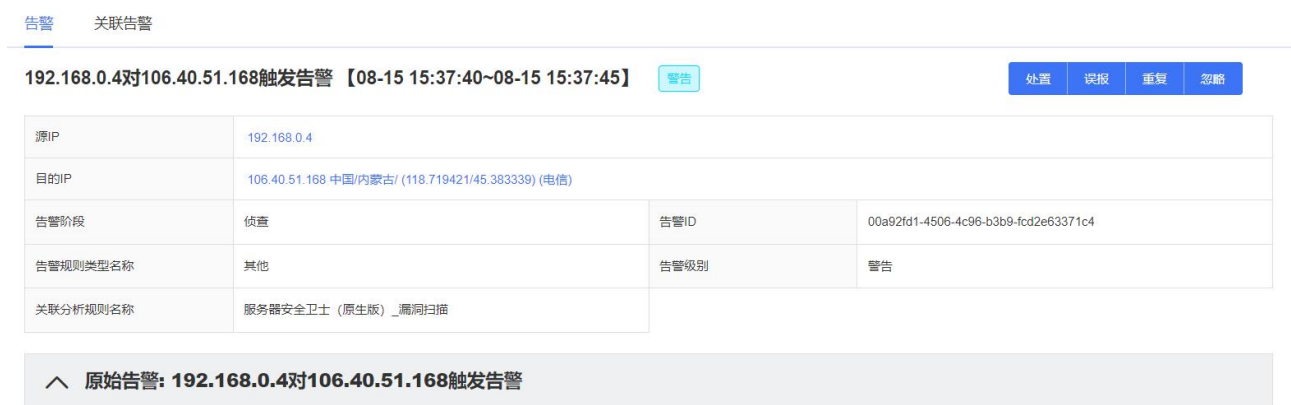 告警 关联告警
192.168.0.4对106.40.51.168触发告警 【08-15 15:37:40~08-15 15:37:45】 警告 处置 误报 重复 忽略
源IP 192.168.0.4
目的IP 106.40.51.168 中国/内蒙古/ (118.719421/45.383339) (电信)
告警阶段 侦查 告警ID 00a92fd1-4506-4c96-b3b9-fcd2e63371c4
告警规则类型名称 其他 告警级别 警告
关联分析规则名称 服务器安全卫士（原生版）_漏洞扫描
原始告警: 192.168.0.4对106.40.51.168触发告警